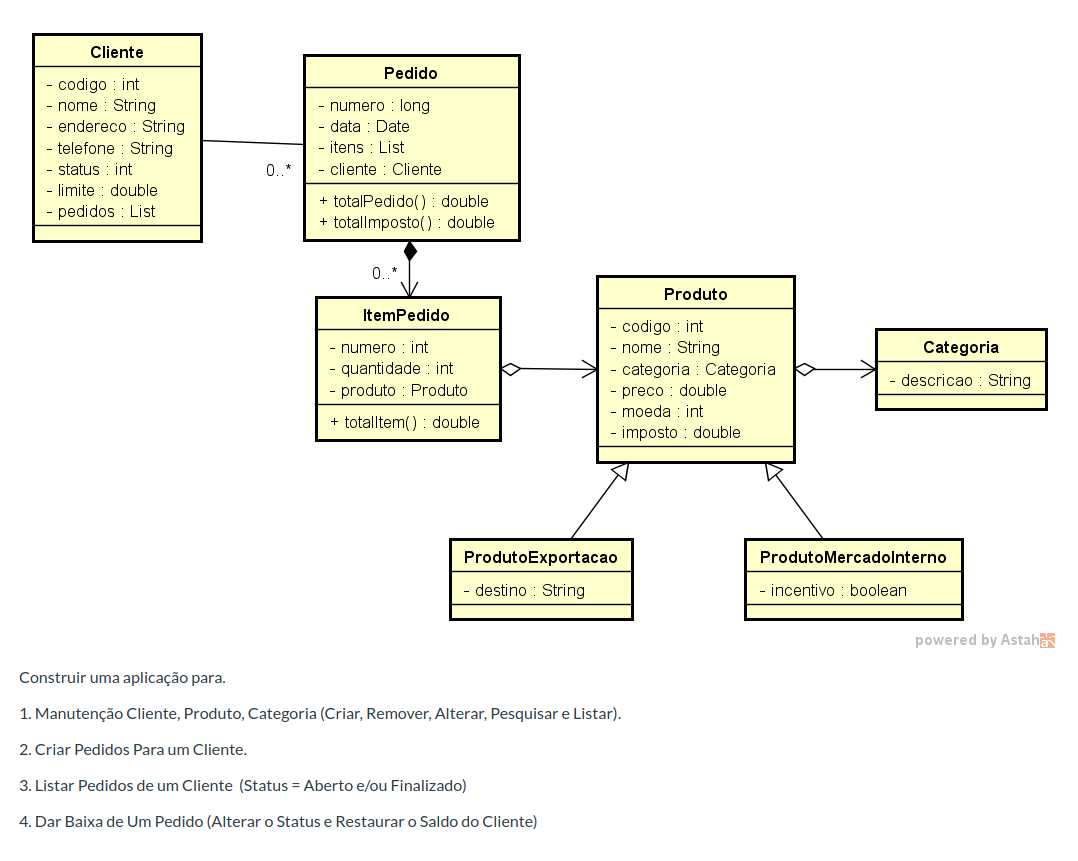 Cliente
- codigo : int
- nome : String
- endereco : String
- telefone : String
- status : int
- limite : double
- pedidos : List
0..*
Pedido
- numero : long
- data : Date
- itens : List
- cliente : Cliente
+ totalPedido() : double
+ totalImposto() : double
0..*
ItemPedido
- numero : int
- quantidade : int
- produto : Produto
+ totalItem() : double
Produto
- codigo : int
- nome : String
- categoria : Categoria
- preco : double
- moeda : int
- imposto : double
Categoria
- descricao : String
ProdutoExportacao
- destino : String
ProdutoMercadoInterno
- incentivo : boolean
powered by Astah
Construir uma aplicação para.
1. Manutenção Cliente, Produto, Categoria (Criar, Remover, Alterar, Pesquisar e Listar).
2. Criar Pedidos Para um Cliente.
3. Listar Pedidos de um Cliente (Status = Aberto e/ou Finalizado)
4. Dar Baixa de Um Pedido (Alterar o Status e Restaurar o Saldo do Cliente)